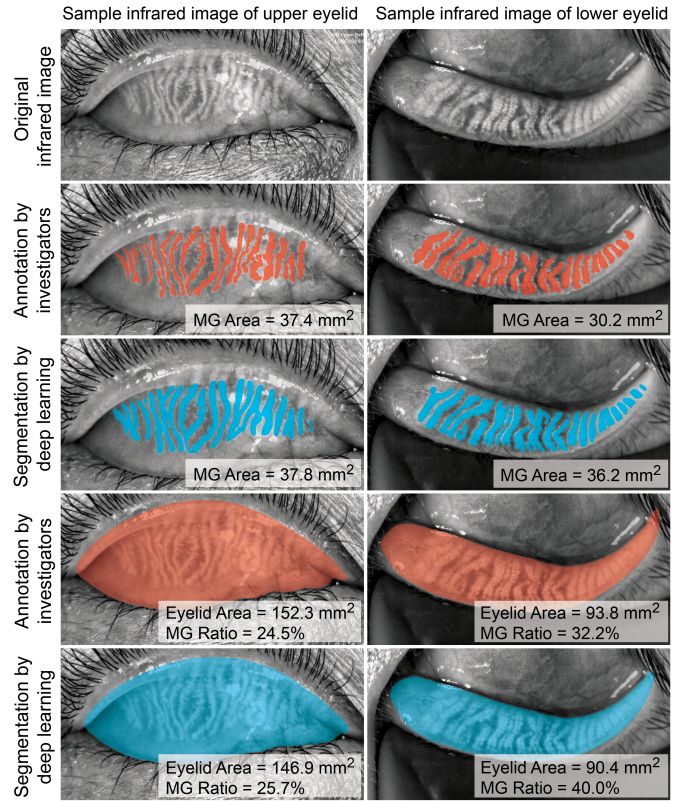 Sample infrared image of upper eyelid
Sample infrared image of lower eyelid
Original
infrared image
Annotation by
investigators
MG Area = 37.4 mm²
MG Area = 30.2 mm²
Segmentation by
deep learning
MG Area = 37.8 mm²
MG Area = 36.2 mm²
Annotation by
investigators
Eyelid Area = 152.3 mm²
MG Ratio = 24.5%
Eyelid Area = 93.8 mm²
MG Ratio = 32.2%
Segmentation by
deep learning
Eyelid Area = 146.9 mm²
MG Ratio = 25.7%
Eyelid Area = 90.4 mm²
MG Ratio = 40.0%